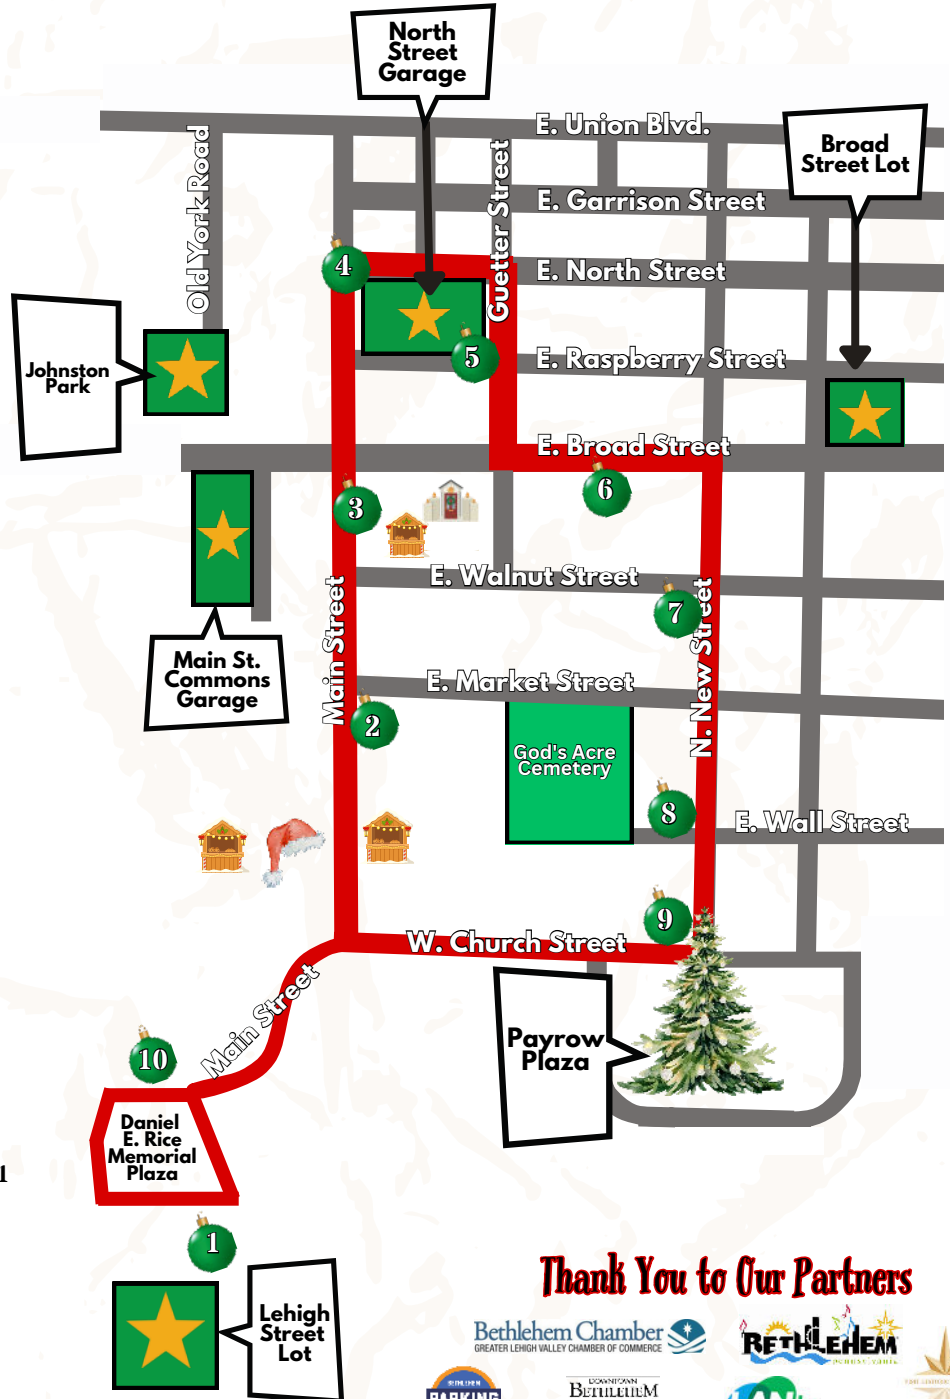 North
Street
Garage
E. Union Blvd.
Broad
Street Lot
Old York Road
Guetter Street
E. Garrison Street
4
E. North Street
5
E. Raspberry Street
Johnston
Park
E. Broad Street
6
3
E. Walnut Street
7
Main Street
N. New Street
Main St.
Commons
Garage
E. Market Street
2
God's Acre
Cemetery
8
E. Wall Street
9
W. Church Street
Main Street
Payrow
Plaza
10
Daniel
E. Rice
Memorial
Plaza
1
1
Lehigh
Street
Lot
Thank You to Our Partners
Bethlehem Chamber
GREATER LEHIGH VALLEY CHAMBER OF COMMERCE
BETHLEHEM
PENNSYLVANIA
BETHLEHEM
PARKING
DOWNTOWN
BETHLEHEM